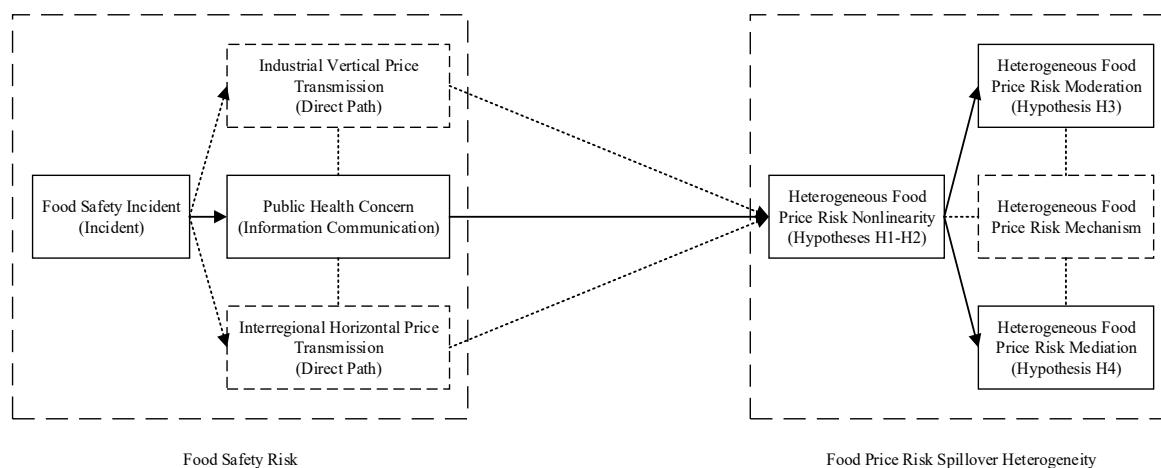 Industrial Vertical Price
Transmission
(Direct Path)
Food Safety Incident
(Incident)
Public Health Concern
(Information Communication)
Interregional Horizontal Price
Transmission
(Direct Path)
Food Safety Risk
Heterogeneous Food
Price Risk Nonlinearity
(Hypotheses H1-H2)
Heterogeneous Food
Price Risk Moderation
(Hypothesis H3)
Heterogeneous Food
Price Risk Mechanism
Heterogeneous Food
Price Risk Mediation
(Hypothesis H4)
Food Price Risk Spillover Heterogeneity